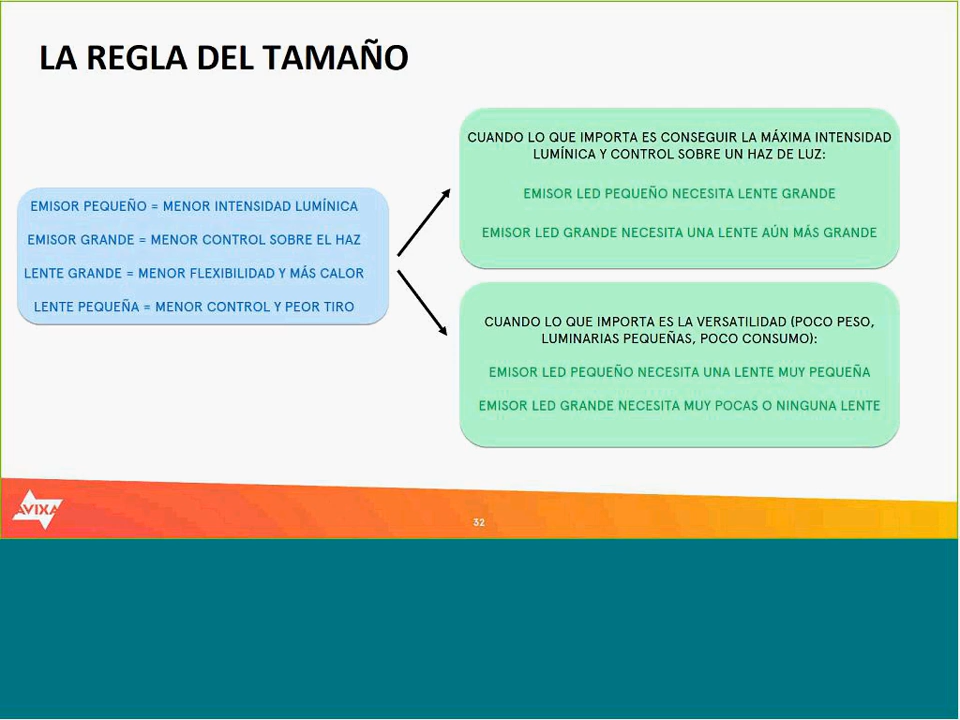 LA REGLA DEL TAMAÑO
EMISOR PEQUEÑO = MENOR INTENSIDAD LUMÍNICA
EMISOR GRANDE = MENOR CONTROL SOBRE EL HAZ
LENTE GRANDE = MENOR FLEXIBILIDAD Y MÁS CALOR
LENTE PEQUEÑA = MENOR CONTROL Y PEOR TIRO
CUANDO LO QUE IMPORTA ES CONSEGUIR LA MÁXIMA INTENSIDAD
LUMÍNICA Y CONTROL SOBRE UN HAZ DE LUZ:
EMISOR LED PEQUEÑO NECESITA LENTE GRANDE
EMISOR LED GRANDE NECESITA UNA LENTE AÚN MÁS GRANDE
CUANDO LO QUE IMPORTA ES LA VERSATILIDAD (POCO PESO,
LUMINARIAS PEQUEÑAS, POCO CONSUMO):
EMISOR LED PEQUEÑO NECESITA UNA LENTE MUY PEQUEÑA
EMISOR LED GRANDE NECESITA MUY POCAS O NINGUNA LENTE
AVIXA
32